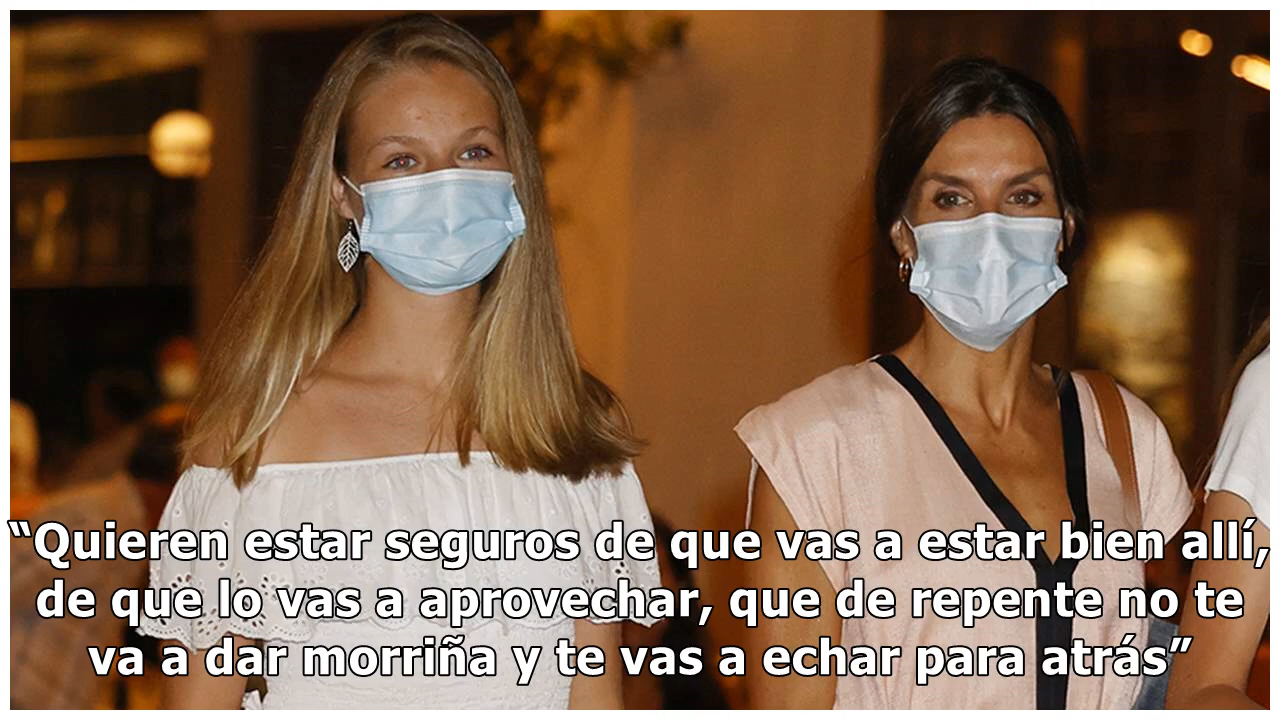 “Quieren estar seguros de que vas a estar bien allí,
de que lo vas a aprovechar, que de repente no te
va a dar morriña y te vas a echar para atrás”